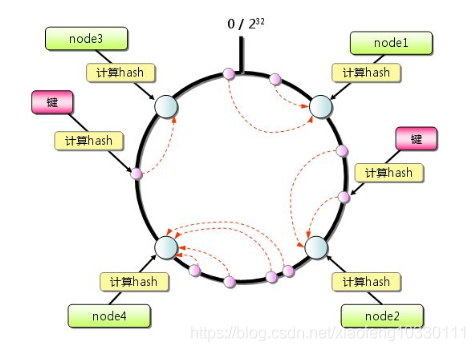 0 / 2³²
node3
node1
计算hash
计算hash
键
键
计算hash
计算hash
计算hash
计算hash
node4
node2
https://blog.csdn.net/xiaofeng10330111